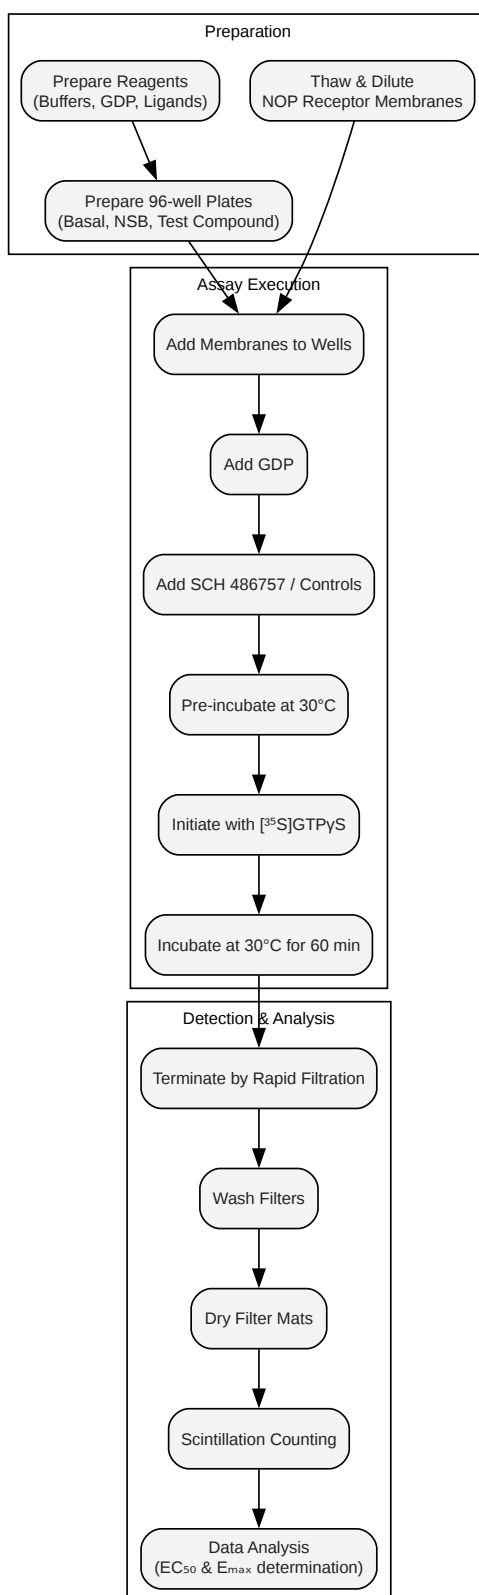 Preparation
Prepare Reagents
(Buffers, GDP, Ligands)
Thaw & Dilute
NOP Receptor Membranes
Prepare 96-well Plates
(Basal, NSB, Test Compound)
Assay Execution
Add Membranes to Wells
Add GDP
Add SCH 486757 / Controls
Pre-incubate at 30°C
Initiate with [³⁵S]GTPγS
Incubate at 30°C for 60 min
Detection & Analysis
Terminate by Rapid Filtration
Wash Filters
Dry Filter Mats
Scintillation Counting
Data Analysis
(EC₅₀ & Eₘₐₓ determination)